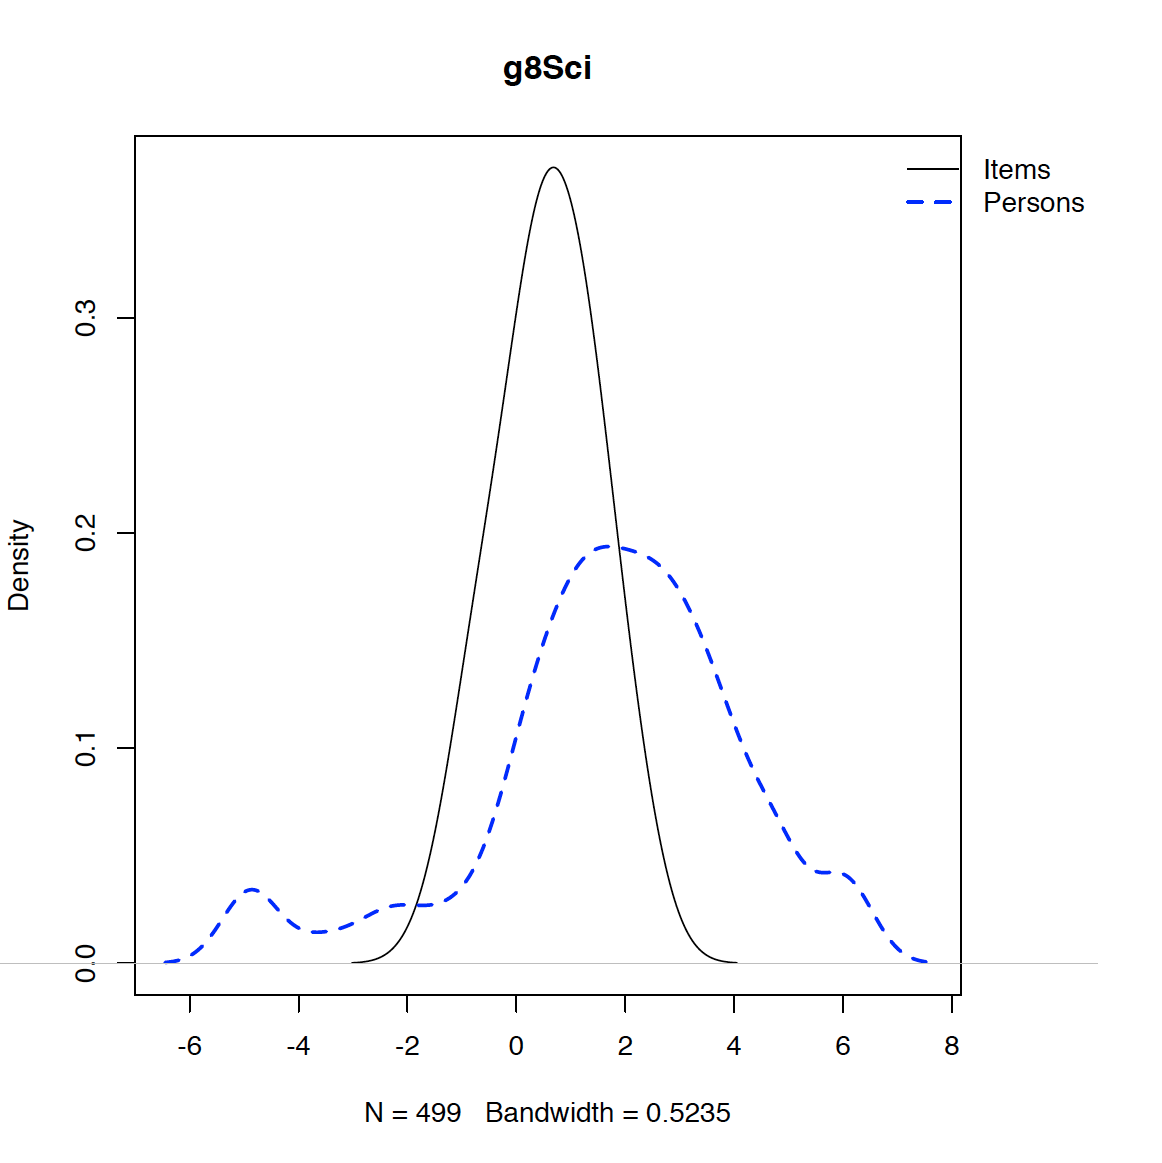 g8Sci
Items
Persons
Density
0.0
0.1
0.2
0.3
-6 -4 -2 0 2 4 6 8
N = 499 Bandwidth = 0.5235